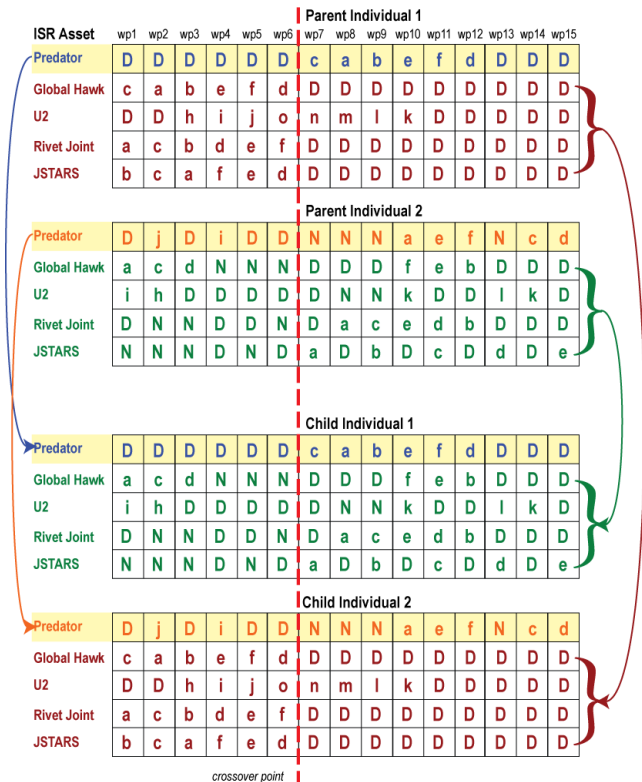 Parent Individual 1
ISR Asset wp1 wp2 wp3 wp4 wp5 wp6 wp7 wp8 wp9 wp10 wp11 wp12 wp13 wp14 wp15
Predator D D D D D D c a b e f d D D D
Global Hawk c a b e f d D D D D D D D D D
U2 D D h i j o n m l k D D D D D
Rivet Joint a c b d e f D D D D D D D D D
JSTARS b c a f e d D D D D D D D D D
Parent Individual 2
Predator D j D i D D N N N a e f N c d
Global Hawk a c d N N N D D D f e b D D D
U2 i h D D D D D N N k D D l k D
Rivet Joint D N N D D N D a c e d b D D D
JSTARS N N N D N D a D b D c D d D e
Child Individual 1
Predator D D D D D D c a b e f d D D D
Global Hawk a c d N N N D D D f e b D D D
U2 i h D D D D D N N k D D l k D
Rivet Joint D N N D D N D a c e d b D D D
JSTARS N N N D N D a D b D c D d D e
Child Individual 2
Predator D j D i D D N N N a e f N c d
Global Hawk c a b e f d D D D D D D D D D
U2 D D h i j o n m l k D D D D D
Rivet Joint a c b d e f D D D D D D D D D
JSTARS b c a f e d D D D D D D D D D
crossover point